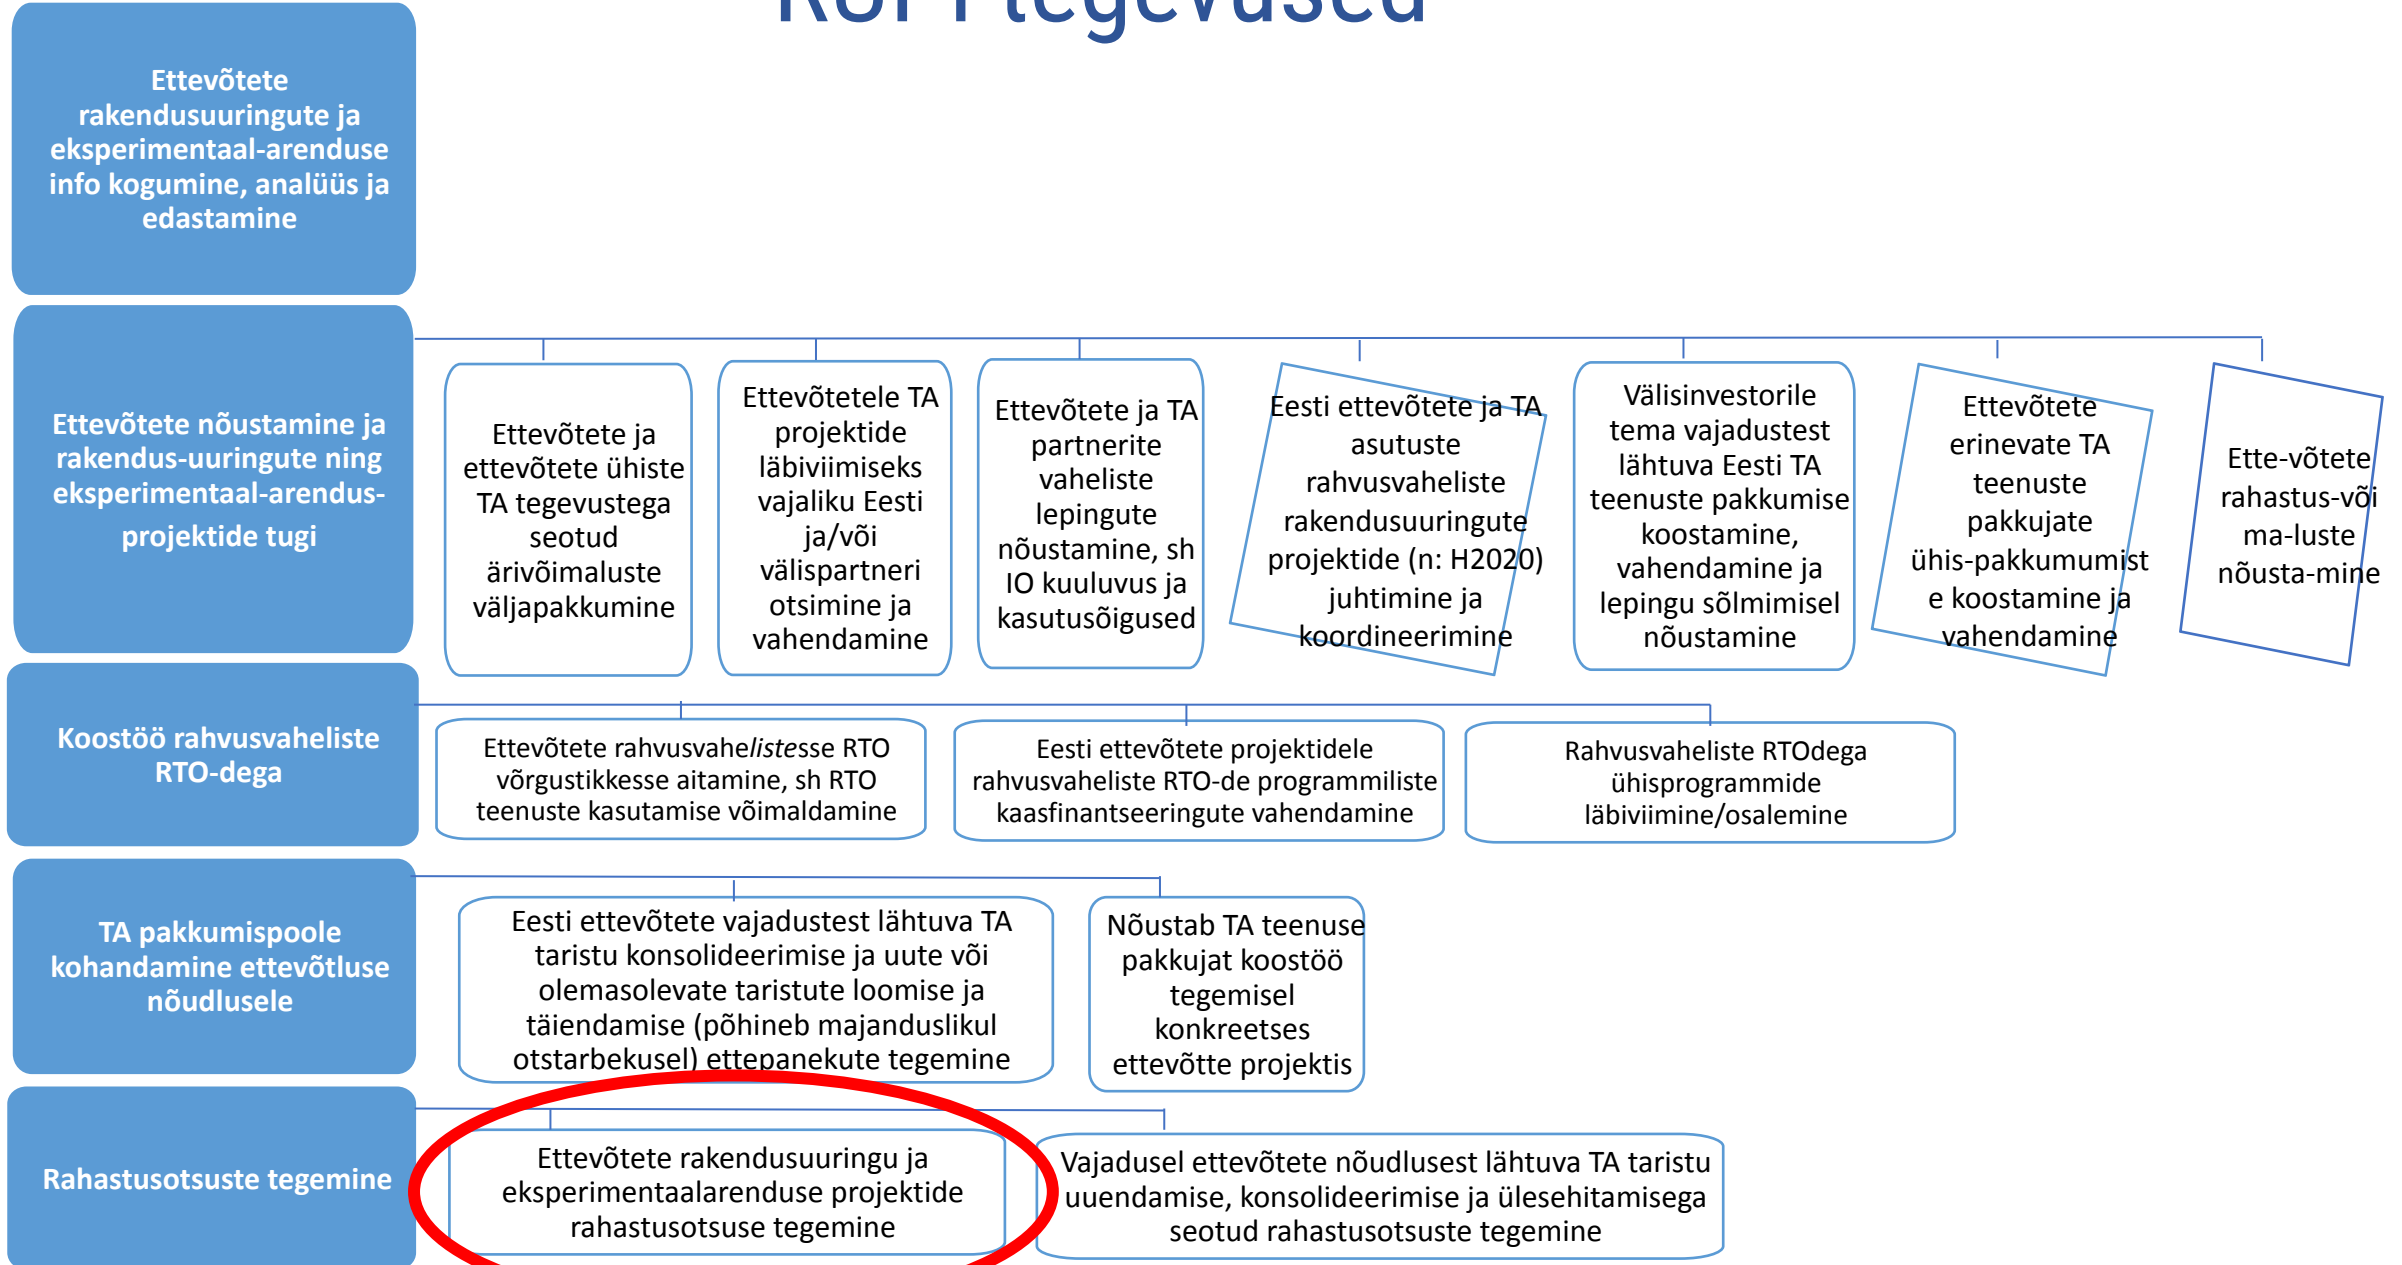 RUP'i tegevused
Ettevõtete
rakendusuuringute ja
eksperimentaal-arenduse
info kogumine, analüüs ja
edastamine
Ettevõtete nõustamine ja
rakendus-uuringute ning
eksperimentaal-arendus-
projektide tugi
Ettevõtete ja
ettevõtete ühiste
TA tegevustega
seotud
ärivõimaluste
väljapakkumine
Ettevõtetele TA
projektide
läbiviimiseks
vajaliku Eesti
ja/või
välispartneri
otsimine ja
vahendamine
Ettevõtete ja TA
partnerite
vaheliste
lepingute
nõustamine, sh
IO kuuluvus ja
kasutusõigused
Eesti ettevõtete ja TA
asutuste
rahvusvaheliste
rakendusuuringute
projektide (n: H2020)
juhtimine ja
koordineerimine
Välisinvestorile
tema vajadustest
lähtuva Eesti TA
teenuste pakkumise
koostamine,
vahendamine ja
lepingu sõlmimisel
nõustamine
Ettevõtete
erinevate TA
teenuste
pakkujate
ühis-pakkumumist
e koostamine ja
vahendamine
Ette-võtete
rahastus-või
ma-luste
nõusta-mine
Koostöö rahvusvaheliste
RTO-dega
Ettevõtete rahvusvahelistesse RTO
võrgustikkesse aitamine, sh RTO
teenuste kasutamise võimaldamine
Eesti ettevõtete projektidele
rahvusvaheliste RTO-de programmiliste
kaasfinantseeringute vahendamine
Rahvusvaheliste RTOdega
ühisprogrammide
läbiviimine/osalemine
TA pakkumispoole
kohandamine ettevõtluse
nõudlusele
Eesti ettevõtete vajadustest lähtuva TA
taristu konsolideerimise ja uute või
olemasolevate taristute loomise ja
täiendamise (põhineb majanduslikul
otstarbekusel) ettepanekute tegemine
Nõustab TA teenuse
pakkujat koostöö
tegemisel
konkreetses
ettevõtte projektis
Rahastusotsuste tegemine
Ettevõtete rakendusuuringu ja
eksperimentaalarenduse projektide
rahastusotsuse tegemine
Vajadusel ettevõtete nõudlusest lähtuva TA taristu
uuendamise, konsolideerimise ja ülesehitamisega
seotud rahastusotsuste tegemine